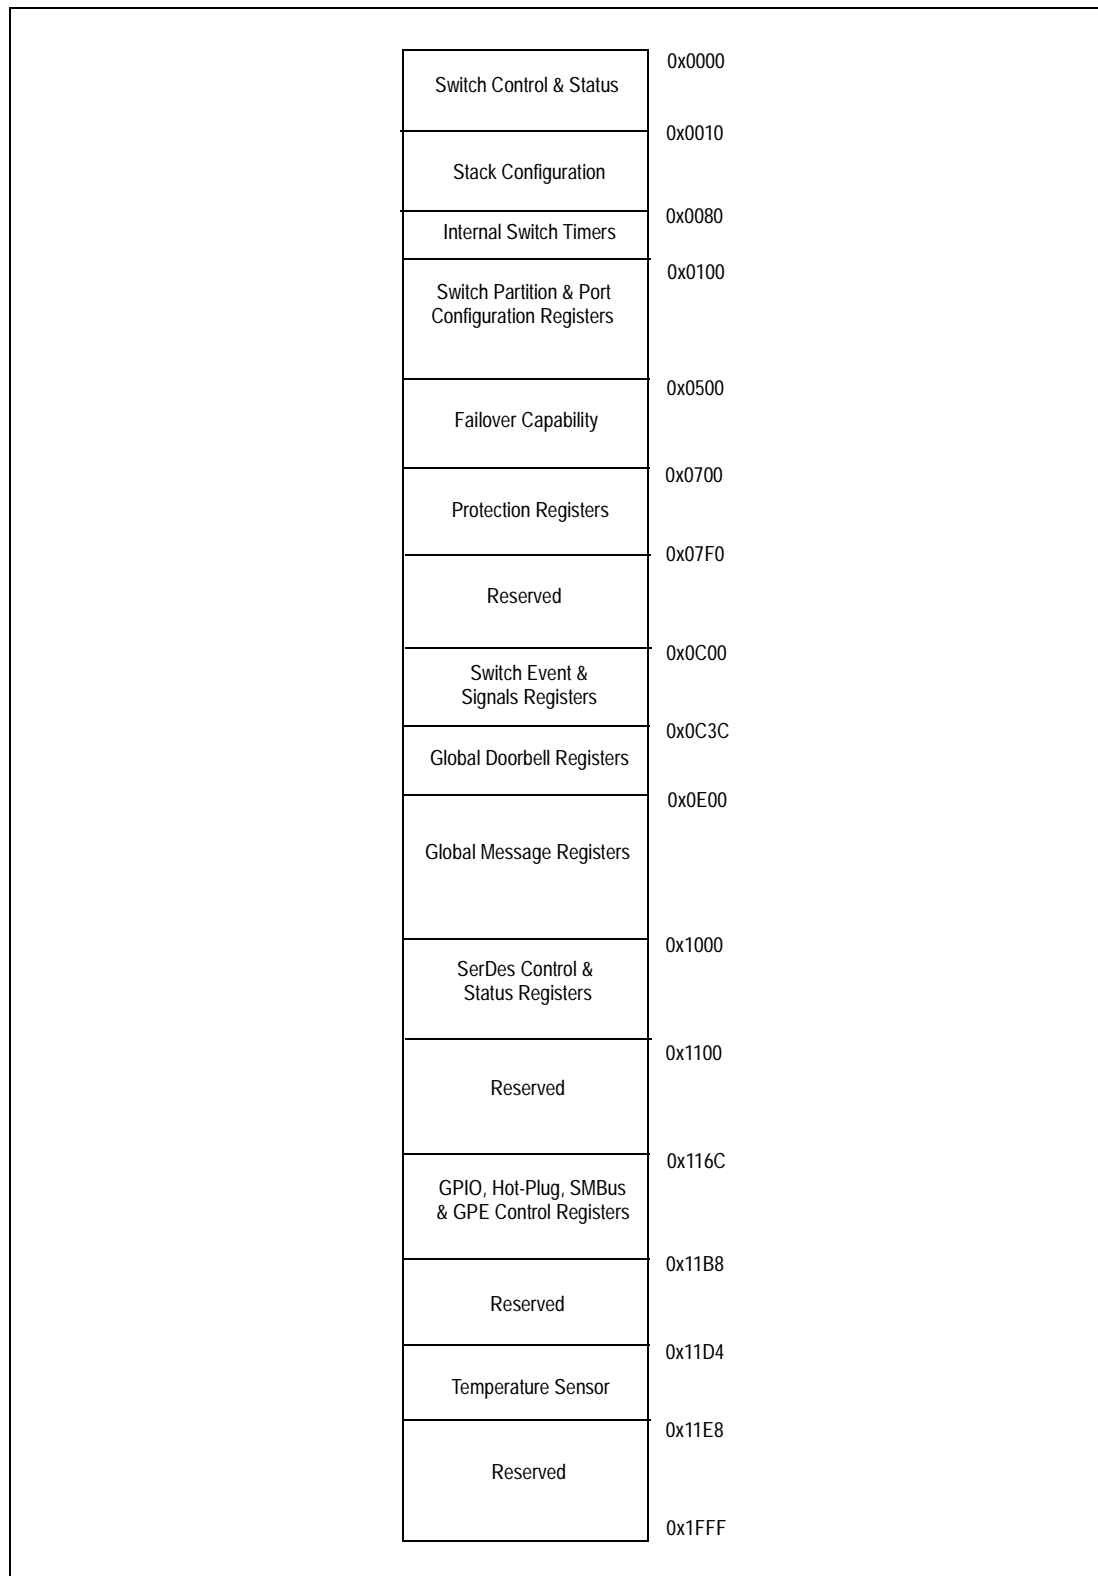 0x0000
Switch Control & Status
0x0010
Stack Configuration
0x0080
Internal Switch Timers
0x0100
Switch Partition & Port
Configuration Registers
0x0500
Failover Capability
0x0700
Protection Registers
0x07F0
Reserved
0x0C00
Switch Event &
Signals Registers
0x0C3C
Global Doorbell Registers
0x0E00
Global Message Registers
0x1000
SerDes Control &
Status Registers
0x1100
Reserved
0x116C
GPIO, Hot-Plug, SMBus
& GPE Control Registers
0x11B8
Reserved
0x11D4
Temperature Sensor
0x11E8
Reserved
0x1FFF